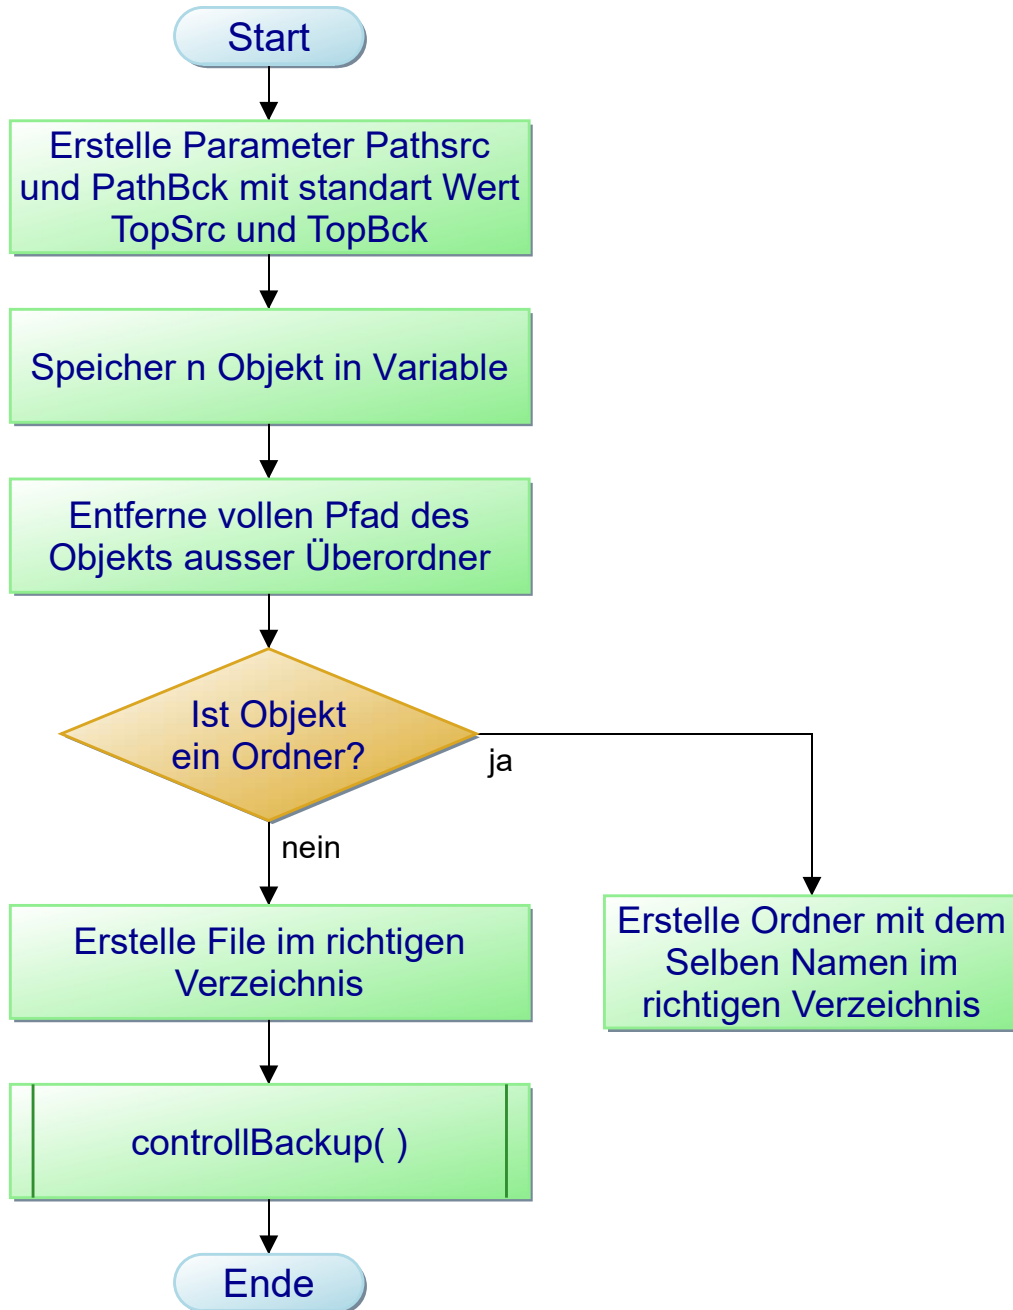 Start
Erstelle Parameter Pathsrc
und PathBck mit standart Wert
TopSrc und TopBck
Speicher n Objekt in Variable
Entferne vollen Pfad des
Objekts ausser Überordner
Ist Objekt
ein Ordner?
ja
nein
Erstelle File im richtigen
Verzeichnis
Erstelle Ordner mit dem
Selben Namen im
richtigen Verzeichnis
controllBackup( )
Ende